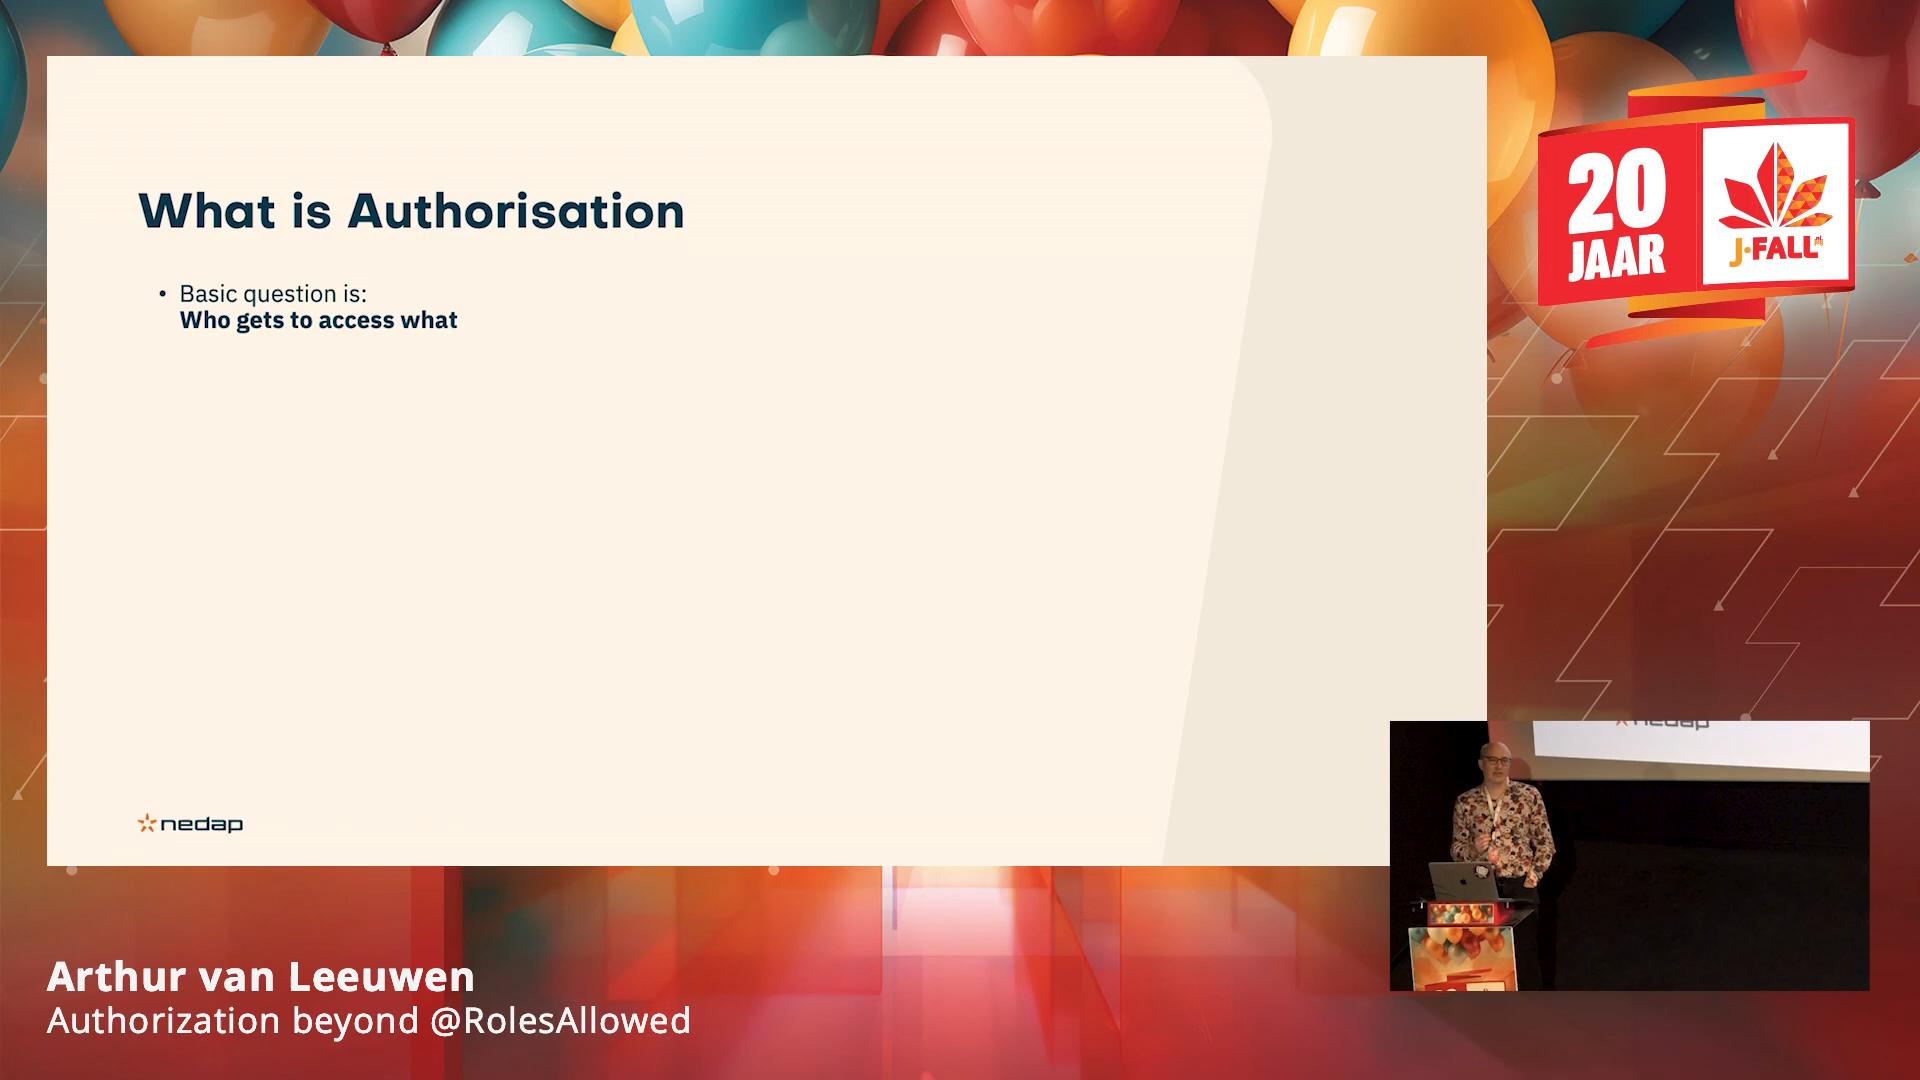 What is Authorisation
• Basic question is:
Who gets to access what
nedap
20
JAAR
J-FALL
nedap
Arthur van Leeuwen
Authorization beyond @RolesAllowed